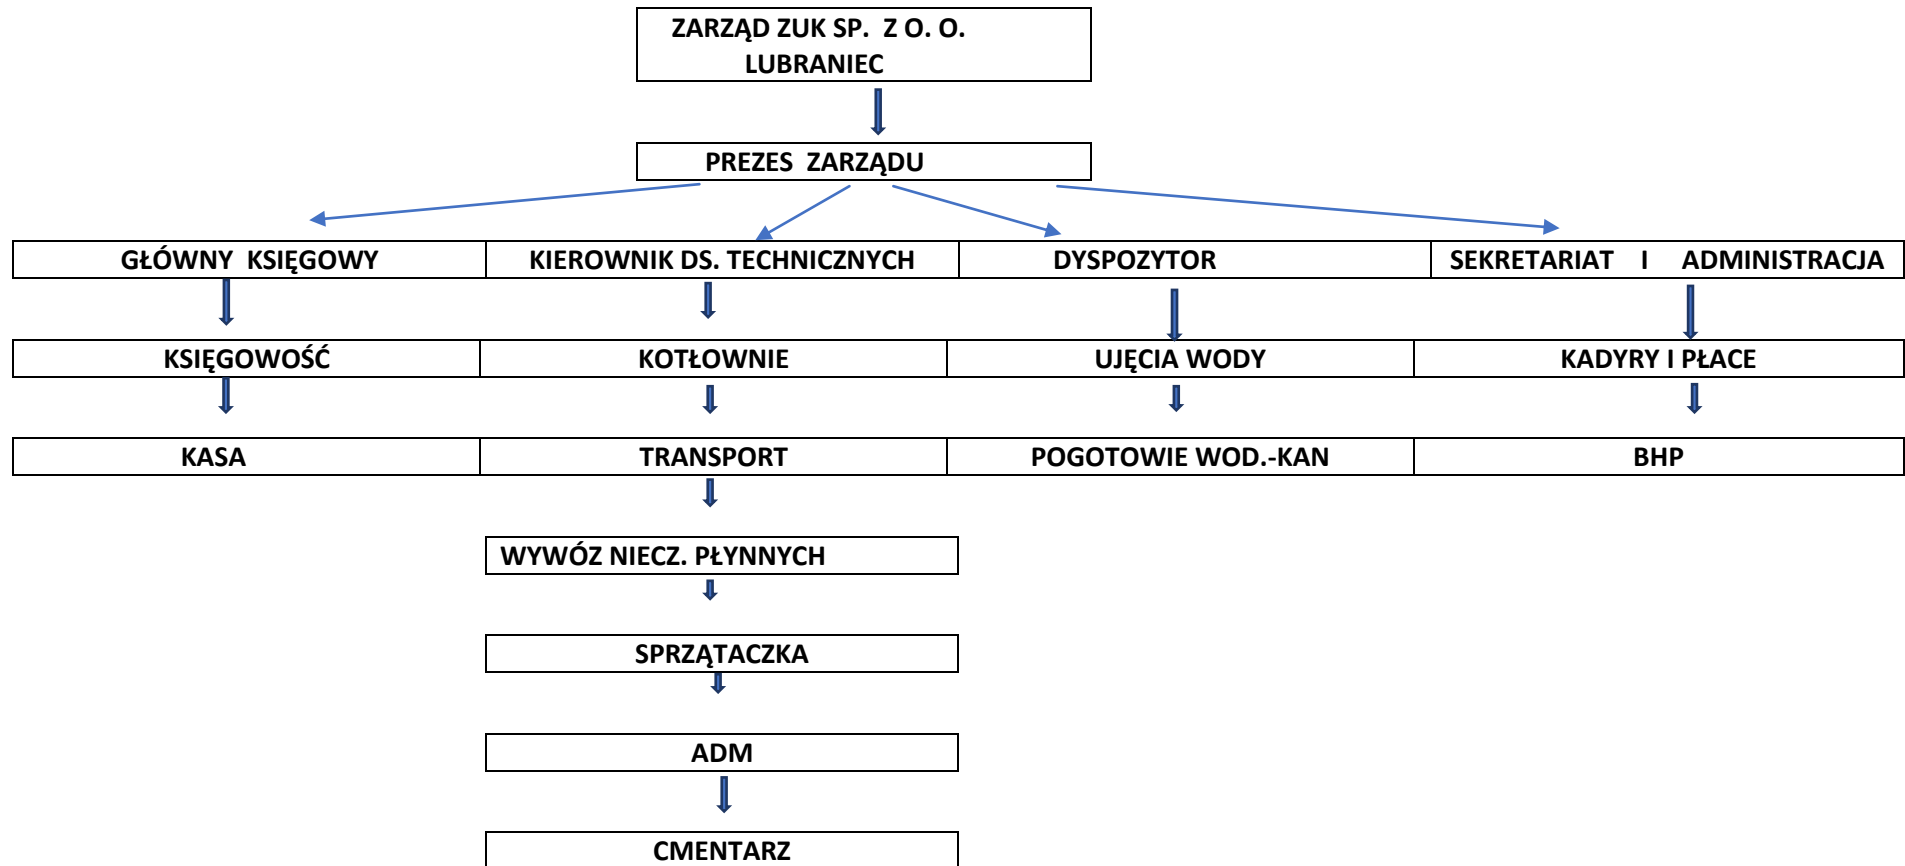 ZARZĄD ZUK SP. Z O. O.
LUBRANIEC
PREZES ZARZĄDU
GŁÓWNY KSIĘGOWY
KIEROWNIK DS. TECHNICZNYCH
DYSPOZYTOR
SEKRETARIAT I ADMINISTRACJA
KSIĘGOWOŚĆ
KOTŁOWNIE
UJĘCIA WODY
KADYRY I PŁACE
KASA
TRANSPORT
POGOTOWIE WOD.-KAN
BHP
WYWÓZ NIECZ. PŁYNNYCH
SPRZĄTACZKA
ADM
CMENTARZ